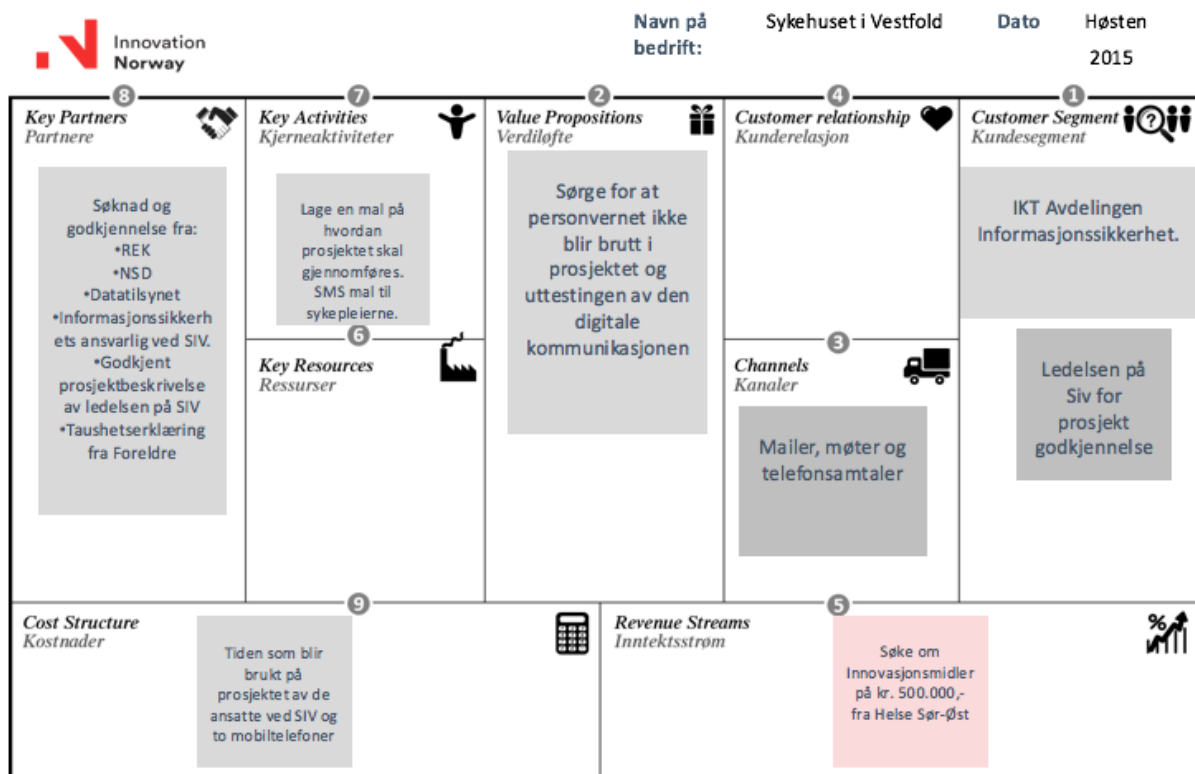 Innovation
Norway
Navn på
bedrift:
Sykehuset i Vestfold
Dato
Høsten
2015
8
Key Partners
Partnere
Søknad og
godkjennelse fra:
•REK
•NSD
•Datatilsynet
•Informasjonssikkerh
ets ansvarlig ved SIV.
•Godkjent
prosjektbeskrivelse
av ledelsen på SIV
•Taushetserklæring
fra Foreldre
7
Key Activities
Kjerneaktiviteter
Lage en mal på
hvordan
prosjektet skal
gjennomføres.
SMS mal til
sykepleierne.
6
Key Resources
Ressurser
2
Value Propositions
Verdiløfte
Sørge for at
personvernet ikke
blir brutt i
prosjektet og
uttestingen av den
digitale
kommunikasjonen
4
Customer relationship
Kunderelasjon
3
Channels
Kanaler
Mailer, møter og
telefonsamtaler
1
Customer Segment
Kundesegment
?
IKT Avdelingen
Informasjonssikkerhet.
Ledelsen på
Siv for
prosjekt
godkjennelse
9
Cost Structure
Kostnader
Tiden som blir
brukt på
prosjektet av de
ansatte ved SIV og
to mobiltelefoner
5
Revenue Streams
Inntektsstrøm
%
Søke om
Innovasjonsmidler
på kr. 500.000,-
fra Helse Sør-Øst